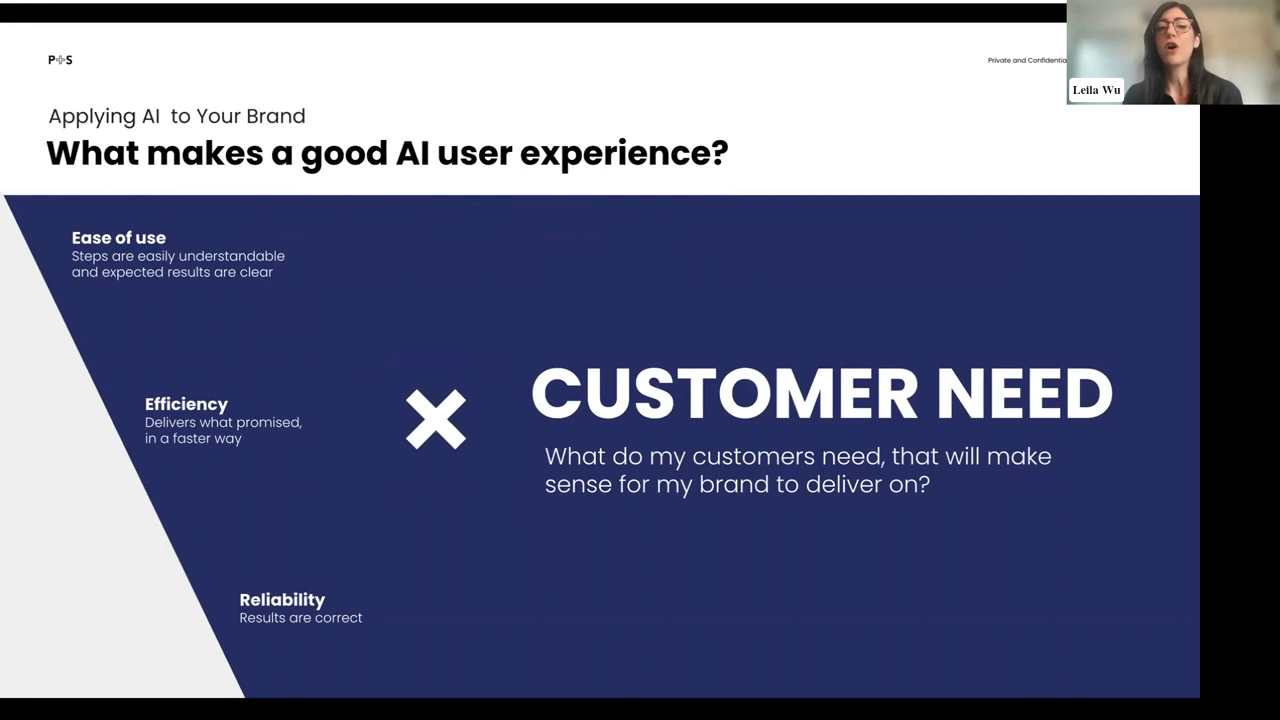 P+S
Private and Confidentia
Leila Wu
Applying AI to Your Brand
What makes a good AI user experience?
Ease of use
Steps are easily understandable
and expected results are clear
Efficiency
Delivers what promised,
in a faster way
CUSTOMER NEED
What do my customers need, that will make
sense for my brand to deliver on?
Reliability
Results are correct